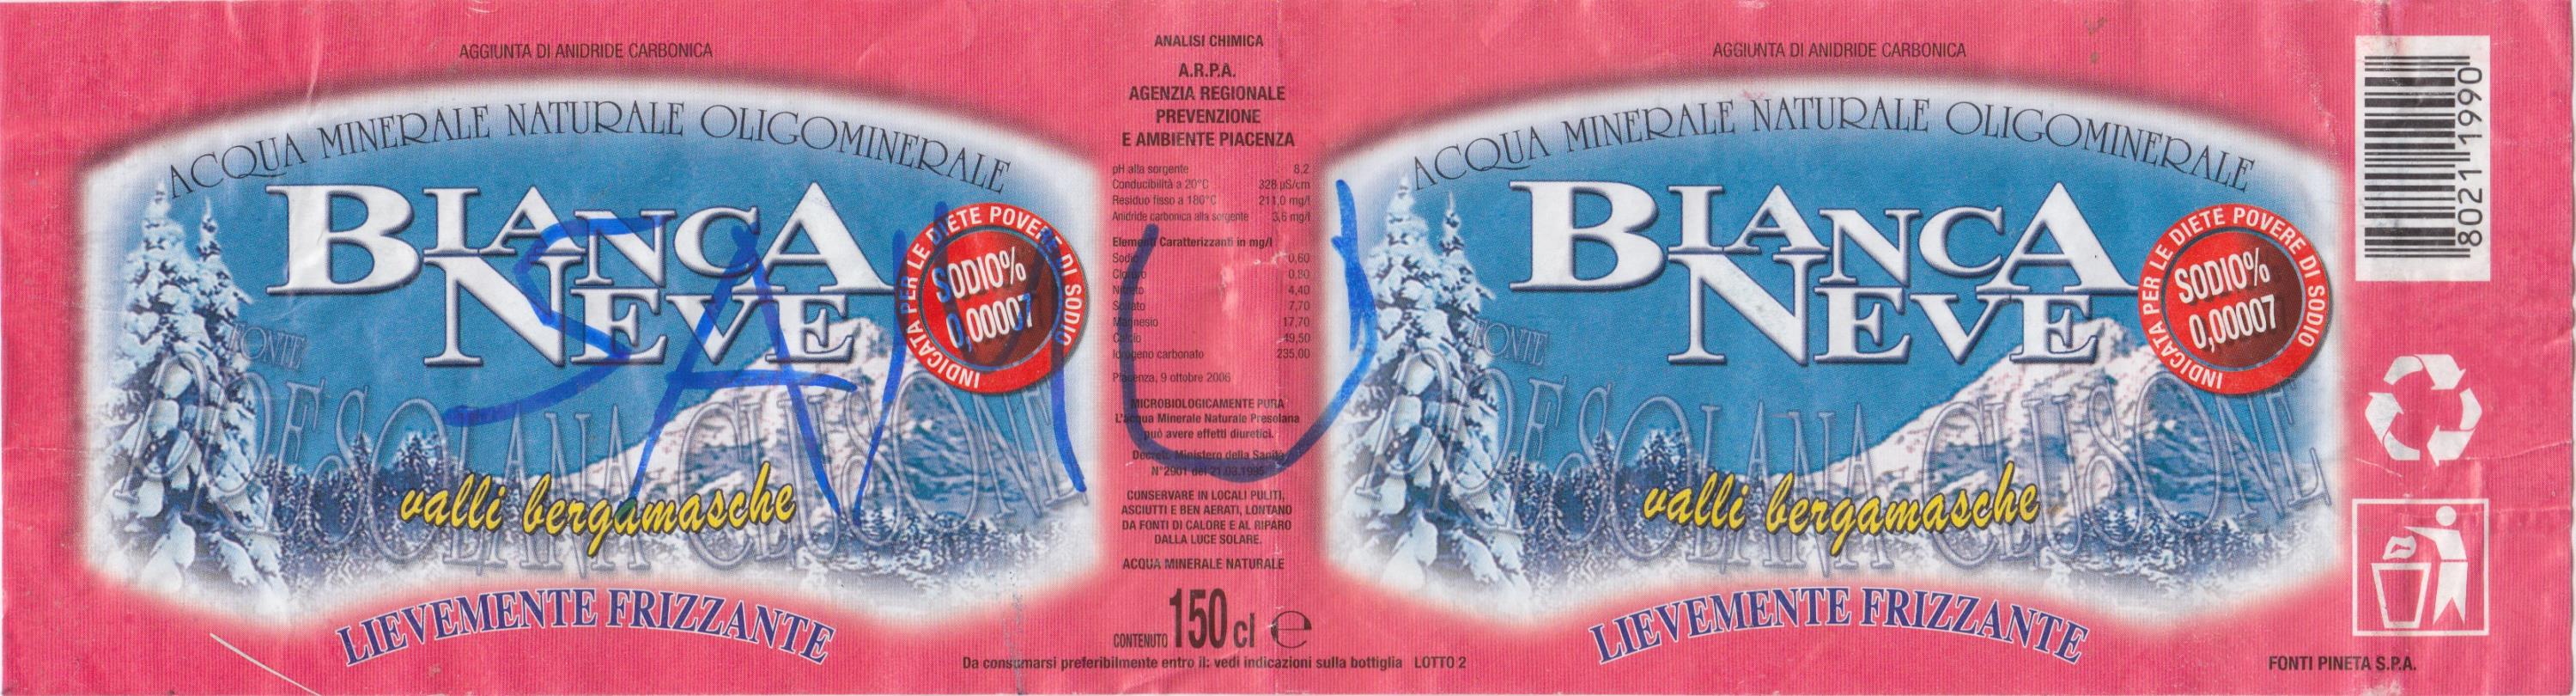 AGGIUNTA DI ANIDRIDE CARBONICA
ACQUA MINERALE NATURALE OLIGOMINERALE
BIANCA
NEVE
INDICATA PER LE DIETE POVERE DI SODIO
SODIO%
0,00007
FONTE
PRESOLANA CLUSONE
valli bergamasche
LIEVEMENTE FRIZZANTE
ANALISI CHIMICA
A.R.P.A.
AGENZIA REGIONALE
PREVENZIONE
E AMBIENTE PIACENZA
pH alla sorgente 8,2
Conducibilità a 20°C 328 µS/cm
Residuo fisso a 180°C 211,0 mg/l
Anidride carbonica alla sorgente 3,6 mg/l
Elementi Caratterizzanti in mg/l
Sodio 0,60
Cloruro 0,80
Nitrato 4,40
Solfato 7,70
Magnesio 17,70
Calcio 49,50
Idrogeno carbonato 235,00
Piacenza, 9 ottobre 2006
MICROBIOLOGICAMENTE PURA
L'acqua Minerale Naturale Presolana
può avere effetti diuretici.
Decreto Ministero della Sanità
N°2901 del 21.03.1995
CONSERVARE IN LOCALI PULITI,
ASCIUTTI E BEN AERATI, LONTANO
DA FONTI DI CALORE E AL RIPARO
DALLA LUCE SOLARE.
ACQUA MINERALE NATURALE
CONTENUTO 150 cl e
Da consumarsi preferibilmente entro il: vedi indicazioni sulla bottiglia LOTTO 2
AGGIUNTA DI ANIDRIDE CARBONICA
ACQUA MINERALE NATURALE OLIGOMINERALE
BIANCA
NEVE
INDICATA PER LE DIETE POVERE DI SODIO
SODIO%
0,00007
FONTE
PRESOLANA CLUSONE
valli bergamasche
LIEVEMENTE FRIZZANTE
80211990
FONTI PINETA S.P.A.